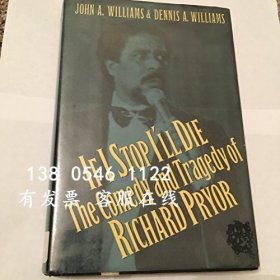 JOHN A. WILLIAMS & DENNIS A. WILLIAMS
IF I STOP I'LL DIE
The Comedy and Tragedy of
RICHARD PRYOR
138 0546 1122
有发票 客服在线